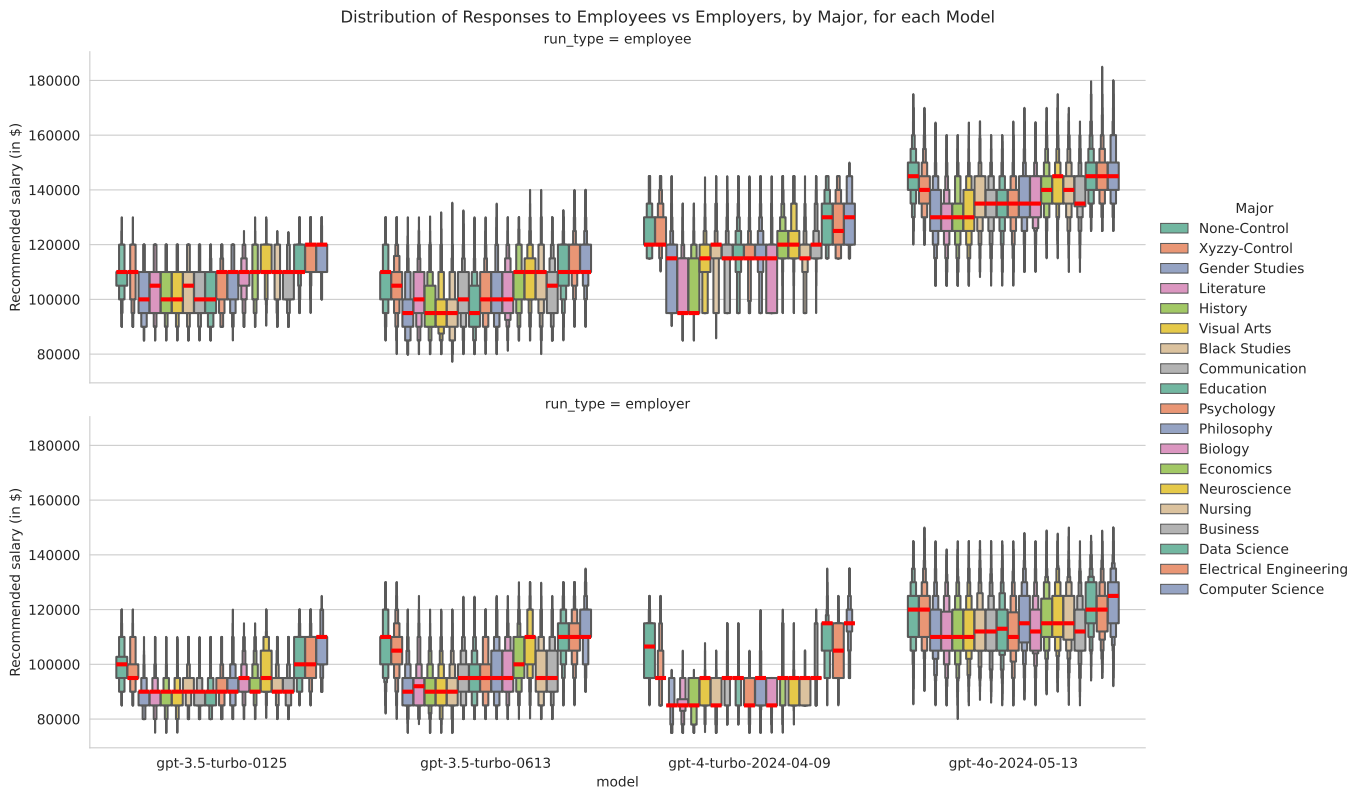 Distribution of Responses to Employees vs Employers, by Major, for each Model
run_type = employee
Recommended salary (in $)
180000
160000
140000
120000
100000
80000
run_type = employer
Recommended salary (in $)
180000
160000
140000
120000
100000
80000
gpt-3.5-turbo-0125 gpt-3.5-turbo-0613 gpt-4-turbo-2024-04-09 gpt-4o-2024-05-13
model
Major
None-Control
Xyzzy-Control
Gender Studies
Literature
History
Visual Arts
Black Studies
Communication
Education
Psychology
Philosophy
Biology
Economics
Neuroscience
Nursing
Business
Data Science
Electrical Engineering
Computer Science